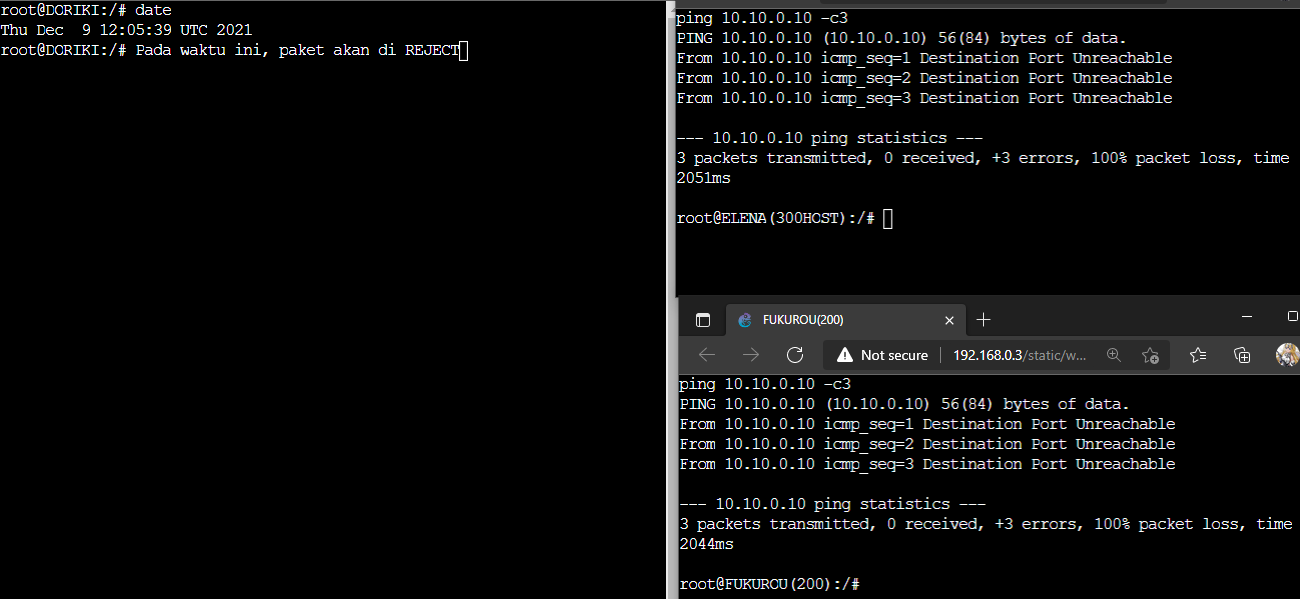 root@DORIKI:/# date
Thu Dec  9 12:05:39 UTC 2021
root@DORIKI:/# Pada waktu ini, paket akan di REJECT
ping 10.10.0.10 -c3
PING 10.10.0.10 (10.10.0.10) 56(84) bytes of data.
From 10.10.0.10 icmp_seq=1 Destination Port Unreachable
From 10.10.0.10 icmp_seq=2 Destination Port Unreachable
From 10.10.0.10 icmp_seq=3 Destination Port Unreachable
--- 10.10.0.10 ping statistics ---
3 packets transmitted, 0 received, +3 errors, 100% packet loss, time
2051ms
root@ELENA(300HOST):/#
FUKUROU(200)
Not secure
192.168.0.3/static/w...
ping 10.10.0.10 -c3
PING 10.10.0.10 (10.10.0.10) 56(84) bytes of data.
From 10.10.0.10 icmp_seq=1 Destination Port Unreachable
From 10.10.0.10 icmp_seq=2 Destination Port Unreachable
From 10.10.0.10 icmp_seq=3 Destination Port Unreachable
--- 10.10.0.10 ping statistics ---
3 packets transmitted, 0 received, +3 errors, 100% packet loss, time
2044ms
root@FUKUROU(200):/#